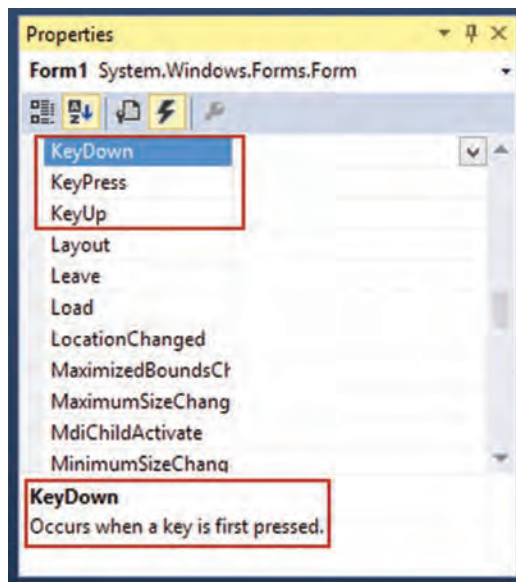 Properties
Form1 System.Windows.Forms.Form
KeyDown
KeyPress
KeyUp
Layout
Leave
Load
LocationChanged
MaximizedBoundsCh
MaximumSizeChang
MdiChildActivate
MinimumSizeChang
KeyDown
Occurs when a key is first pressed.